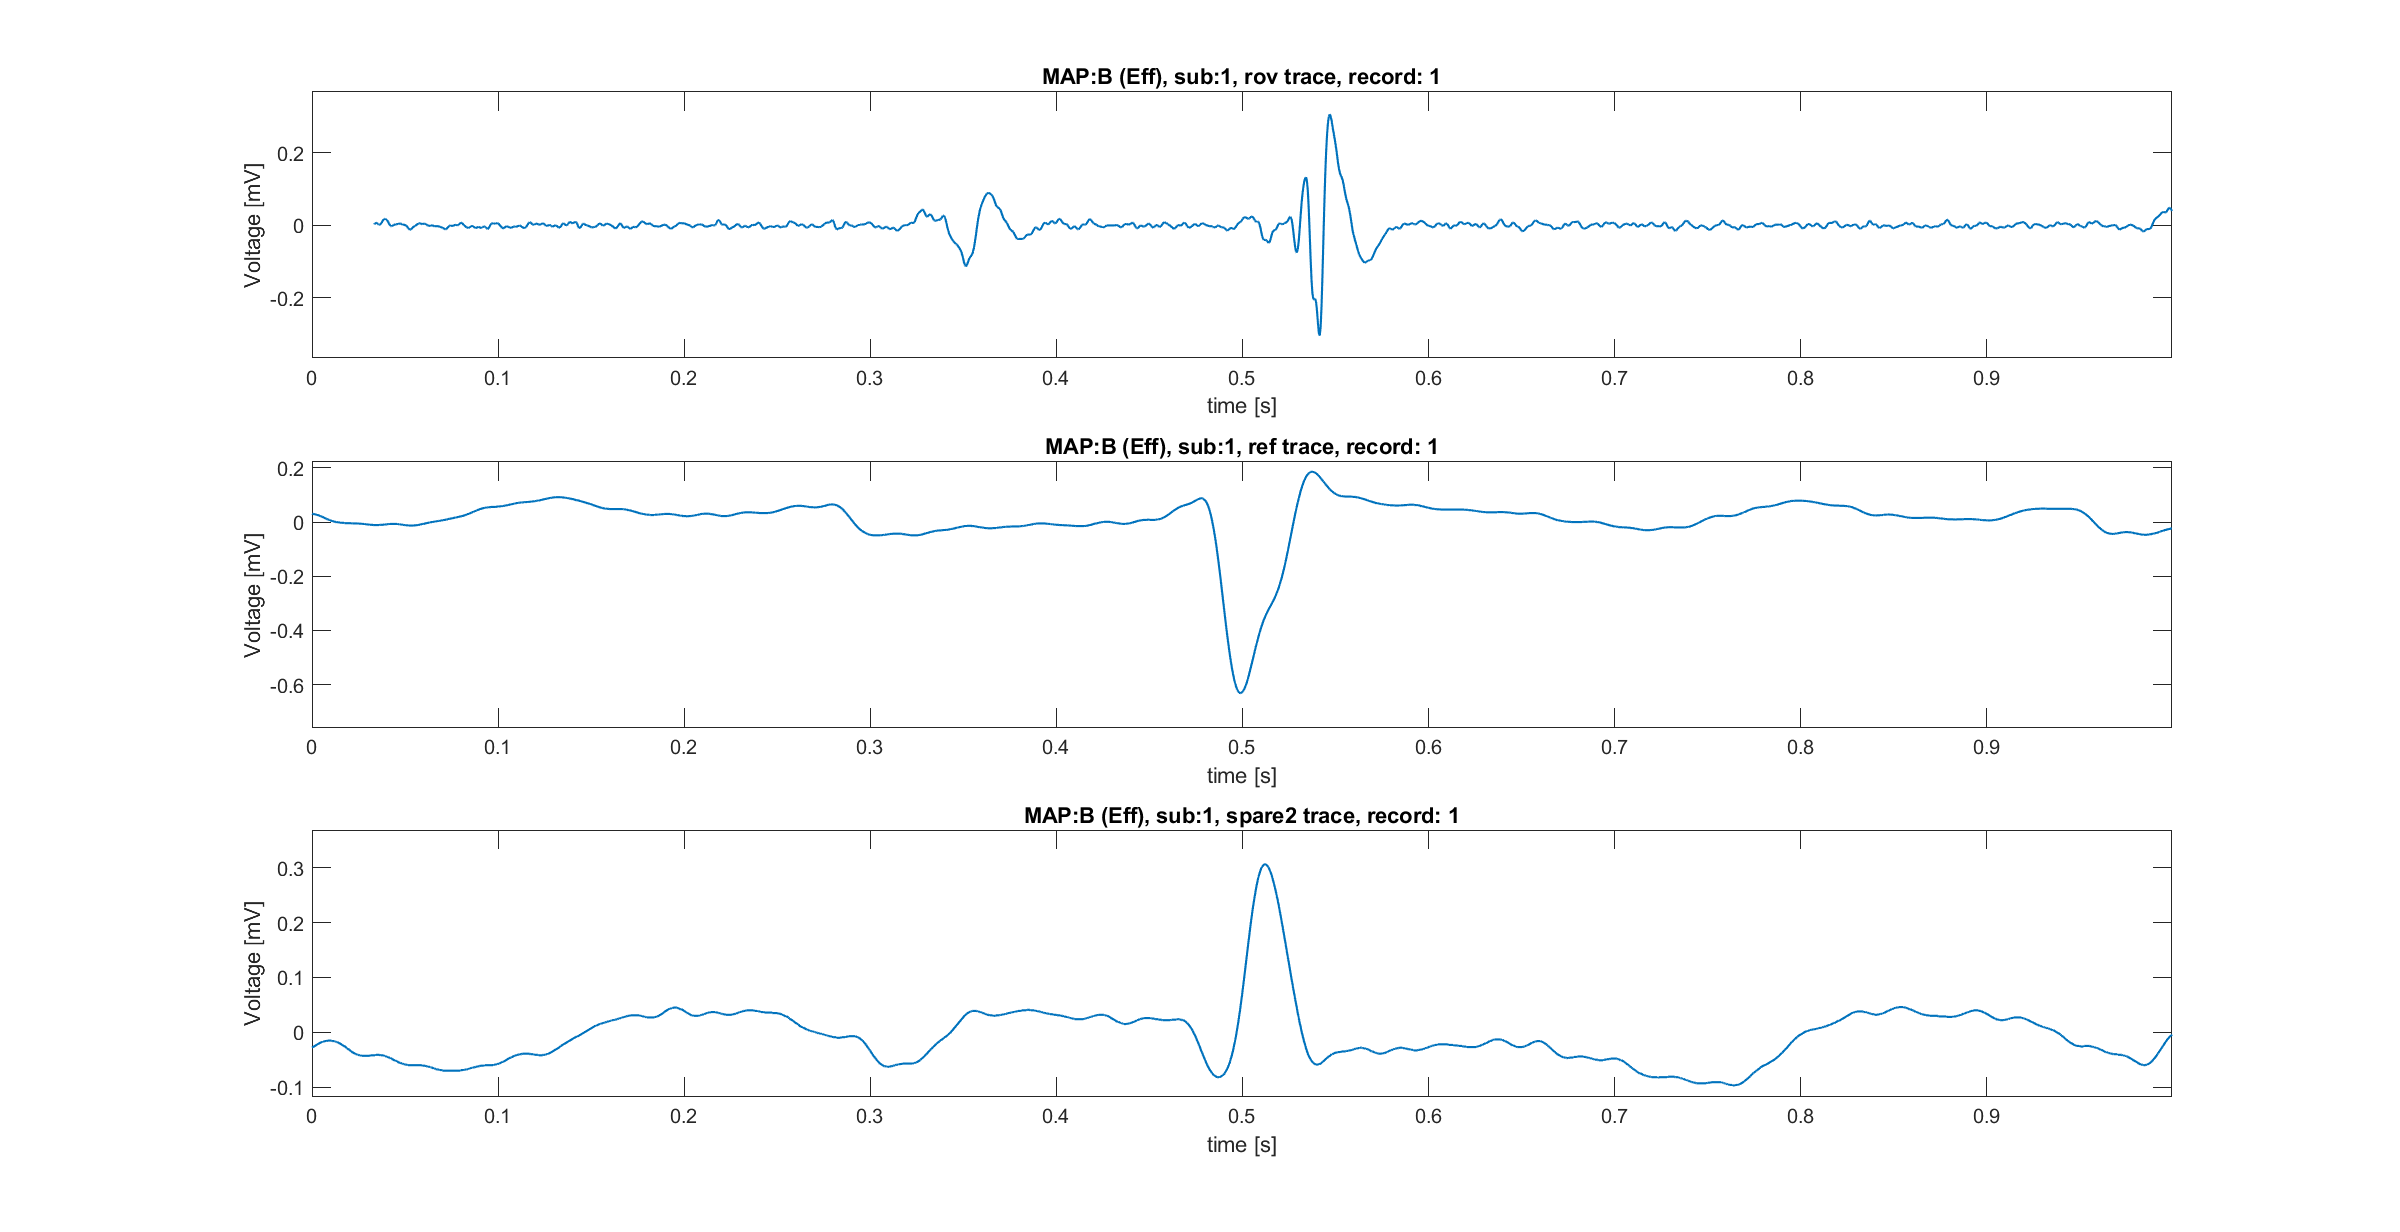 MAP:B (Eff), sub:1, rov trace, record: 1
Voltage [mV]
0.2
0
-0.2
0 0.1 0.2 0.3 0.4 0.5 0.6 0.7 0.8 0.9
time [s]
MAP:B (Eff), sub:1, ref trace, record: 1
Voltage [mV]
0.2
0
-0.2
-0.4
-0.6
0 0.1 0.2 0.3 0.4 0.5 0.6 0.7 0.8 0.9
time [s]
MAP:B (Eff), sub:1, spare2 trace, record: 1
Voltage [mV]
0.3
0.2
0.1
0
-0.1
0 0.1 0.2 0.3 0.4 0.5 0.6 0.7 0.8 0.9
time [s]